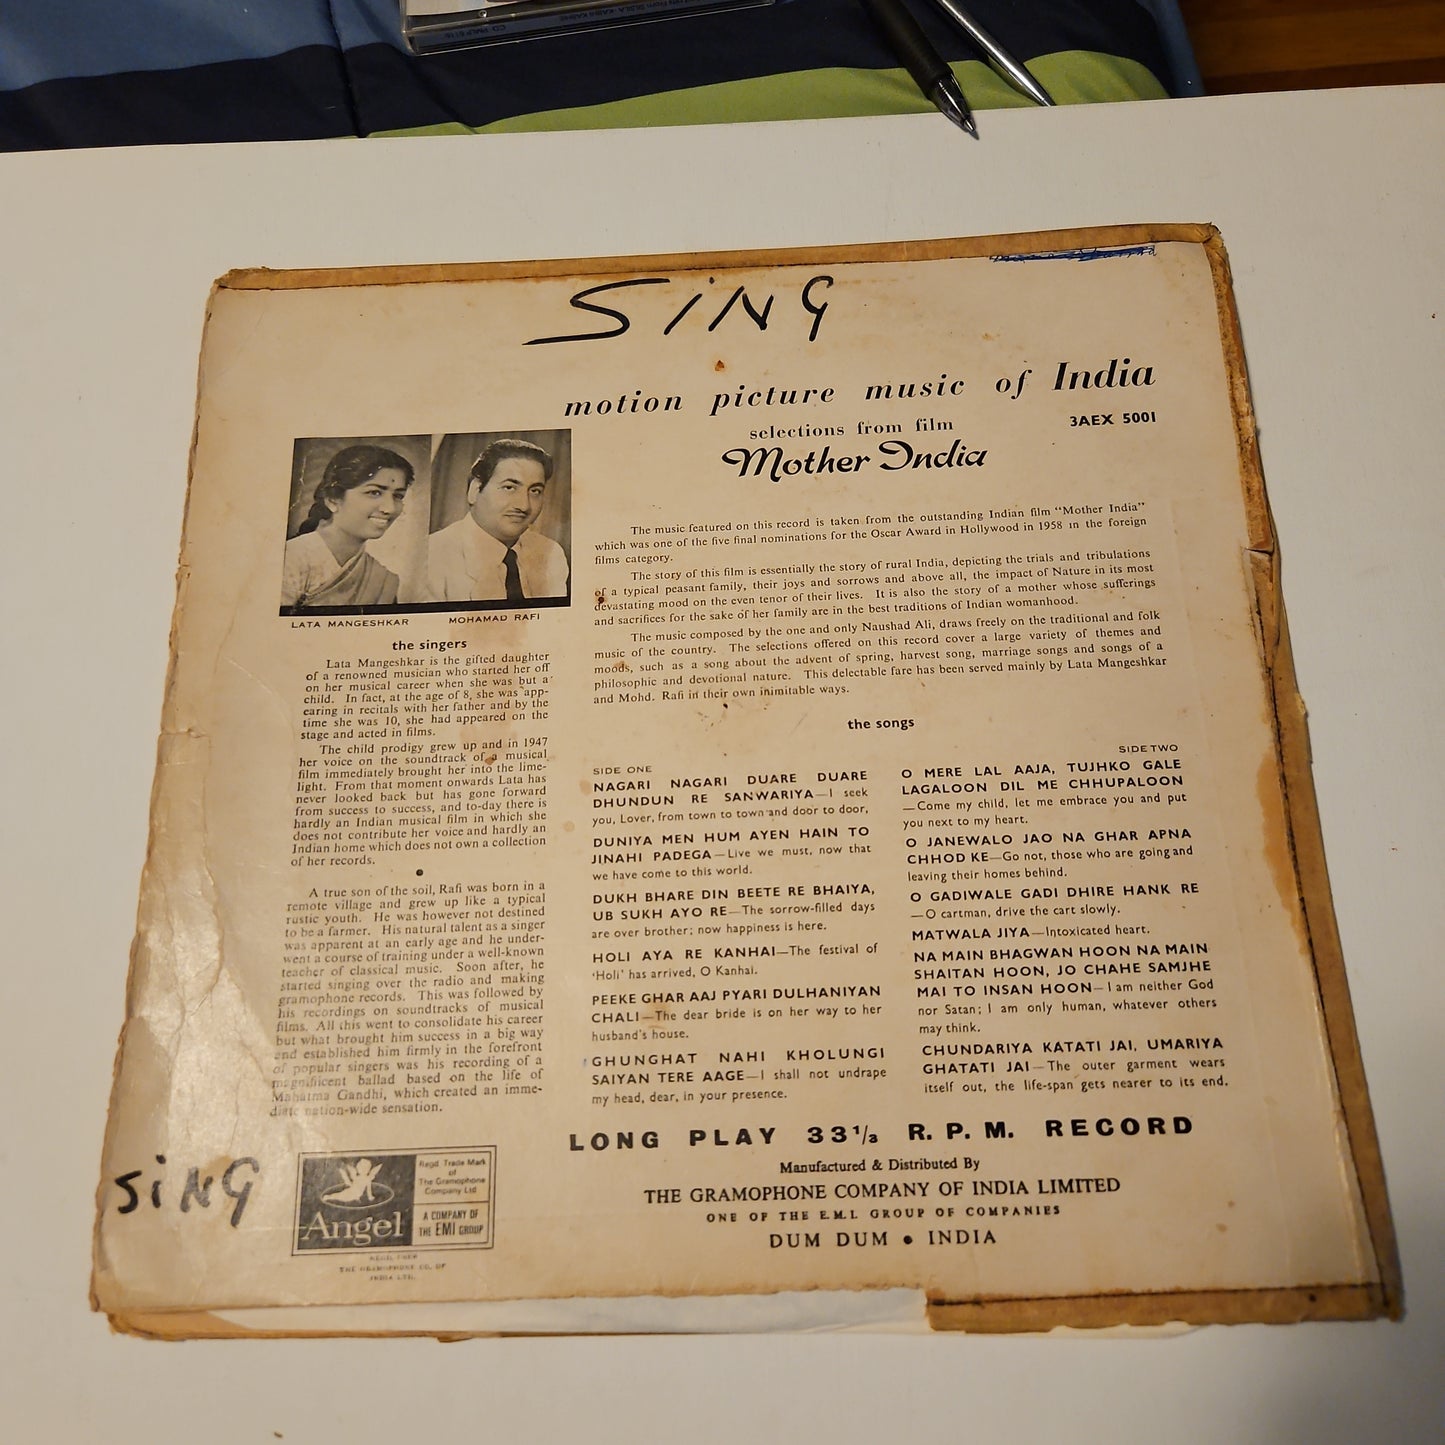 CD. PMLP 5116
SiNG
motion picture music of India
selections from film
3AEX 5001
Mother India
The music featured on this record is taken from the outstanding Indian film "Mother India"
which was one of the five final nominations for the Oscar Award in Hollywood in 1958 in the foreign
films category.
The story of this film is essentially the story of rural India, depicting the trials and tribulations
of a typical peasant family, their joys and sorrows and above all, the impact of Nature in its most
devastating mood on the even tenor of their lives. It is also the story of a mother whose sufferings
and sacrifices for the sake of her family are in the best traditions of Indian womanhood.
The music composed by the one and only Naushad Ali, draws freely on the traditional and folk
music of the country. The selections offered on this record cover a large variety of themes and
moods, such as a song about the advent of spring, harvest song, marriage songs and songs of a
philosophic and devotional nature. This delectable fare has been served mainly by Lata Mangeshkar
and Mohd. Rafi in their own inimitable ways.
LATA MANGESHKAR
MOHAMAD RAFI
the singers
Lata Mangeshkar is the gifted daughter
of a renowned musician who started her off
on her musical career when she was but a
child. In fact, at the age of 8, she was app-
earing in recitals with her father and by the
time she was 10, she had appeared on the
stage and acted in films.
The child prodigy grew up and in 1947
her voice on the soundtrack of a musical
film immediately brought her into the lime-
light. From that moment onwards Lata has
never looked back but has gone forward
from success to success, and to-day there is
hardly an Indian musical film in which she
does not contribute her voice and hardly an
Indian home which does not own a collection
of her records.
A true son of the soil, Rafi was born in a
remote village and grew up like a typical
rustic youth. He was however not destined
to be a farmer. His natural talent as a singer
was apparent at an early age and he under-
went a course of training under a well-known
teacher of classical music. Soon after, he
started singing over the radio and making
gramophone records. This was followed by
his recordings on soundtracks of musical
films. All this went to consolidate his career
but what brought him success in a big way
and established him firmly in the forefront
of popular singers was his recording of a
magnificent ballad based on the life of
Mahatma Gandhi, which created an imme-
diate nation-wide sensation.
the songs
SIDE ONE
NAGARI NAGARI DUARE DUARE
DHUNDUN RE SANWARIYA—I seek
you, Lover, from town to town and door to door,
DUNIYA MEN HUM AYEN HAIN TO
JINAHI PADEGA—Live we must, now that
we have come to this world.
DUKH BHARE DIN BEETE RE BHAIYA,
UB SUKH AYO RE—The sorrow-filled days
are over brother; now happiness is here.
HOLI AYA RE KANHAI—The festival of
'Holi' has arrived, O Kanhai.
PEEKE GHAR AAJ PYARI DULHANIYAN
CHALI—The dear bride is on her way to her
husband's house.
GHUNGHAT NAHI KHOLUNGI
SAIYAN TERE AAGE—I shall not undrape
my head, dear, in your presence.
SIDE TWO
O MERE LAL AAJA, TUJHKO GALE
LAGALOON DIL ME CHHUPALOON
—Come my child, let me embrace you and put
you next to my heart.
O JANEWALO JAO NA GHAR APNA
CHHOD KE—Go not, those who are going and
leaving their homes behind.
O GADIWALE GADI DHIRE HANK RE
—O cartman, drive the cart slowly.
MATWALA JIYA—Intoxicated heart.
NA MAIN BHAGWAN HOON NA MAIN
SHAITAN HOON, JO CHAHE SAMJHE
MAI TO INSAN HOON—I am neither God
nor Satan; I am only human, whatever others
may think.
CHUNDARIYA KATATI JAI, UMARIYA
GHATATI JAI—The outer garment wears
itself out, the life-span gets nearer to its end.
LONG PLAY 33 1/3 R. P. M. RECORD
Manufactured & Distributed By
THE GRAMOPHONE COMPANY OF INDIA LIMITED
ONE OF THE E.M.I. GROUP OF COMPANIES
DUM DUM • INDIA
SiNG
Angel
Regd. Trade Mark
of
The Gramophone
Company Ltd
A COMPANY OF
THE EMI GROUP
REGD. USER
THE GRAMOPHONE CO. OF
INDIA LTD.